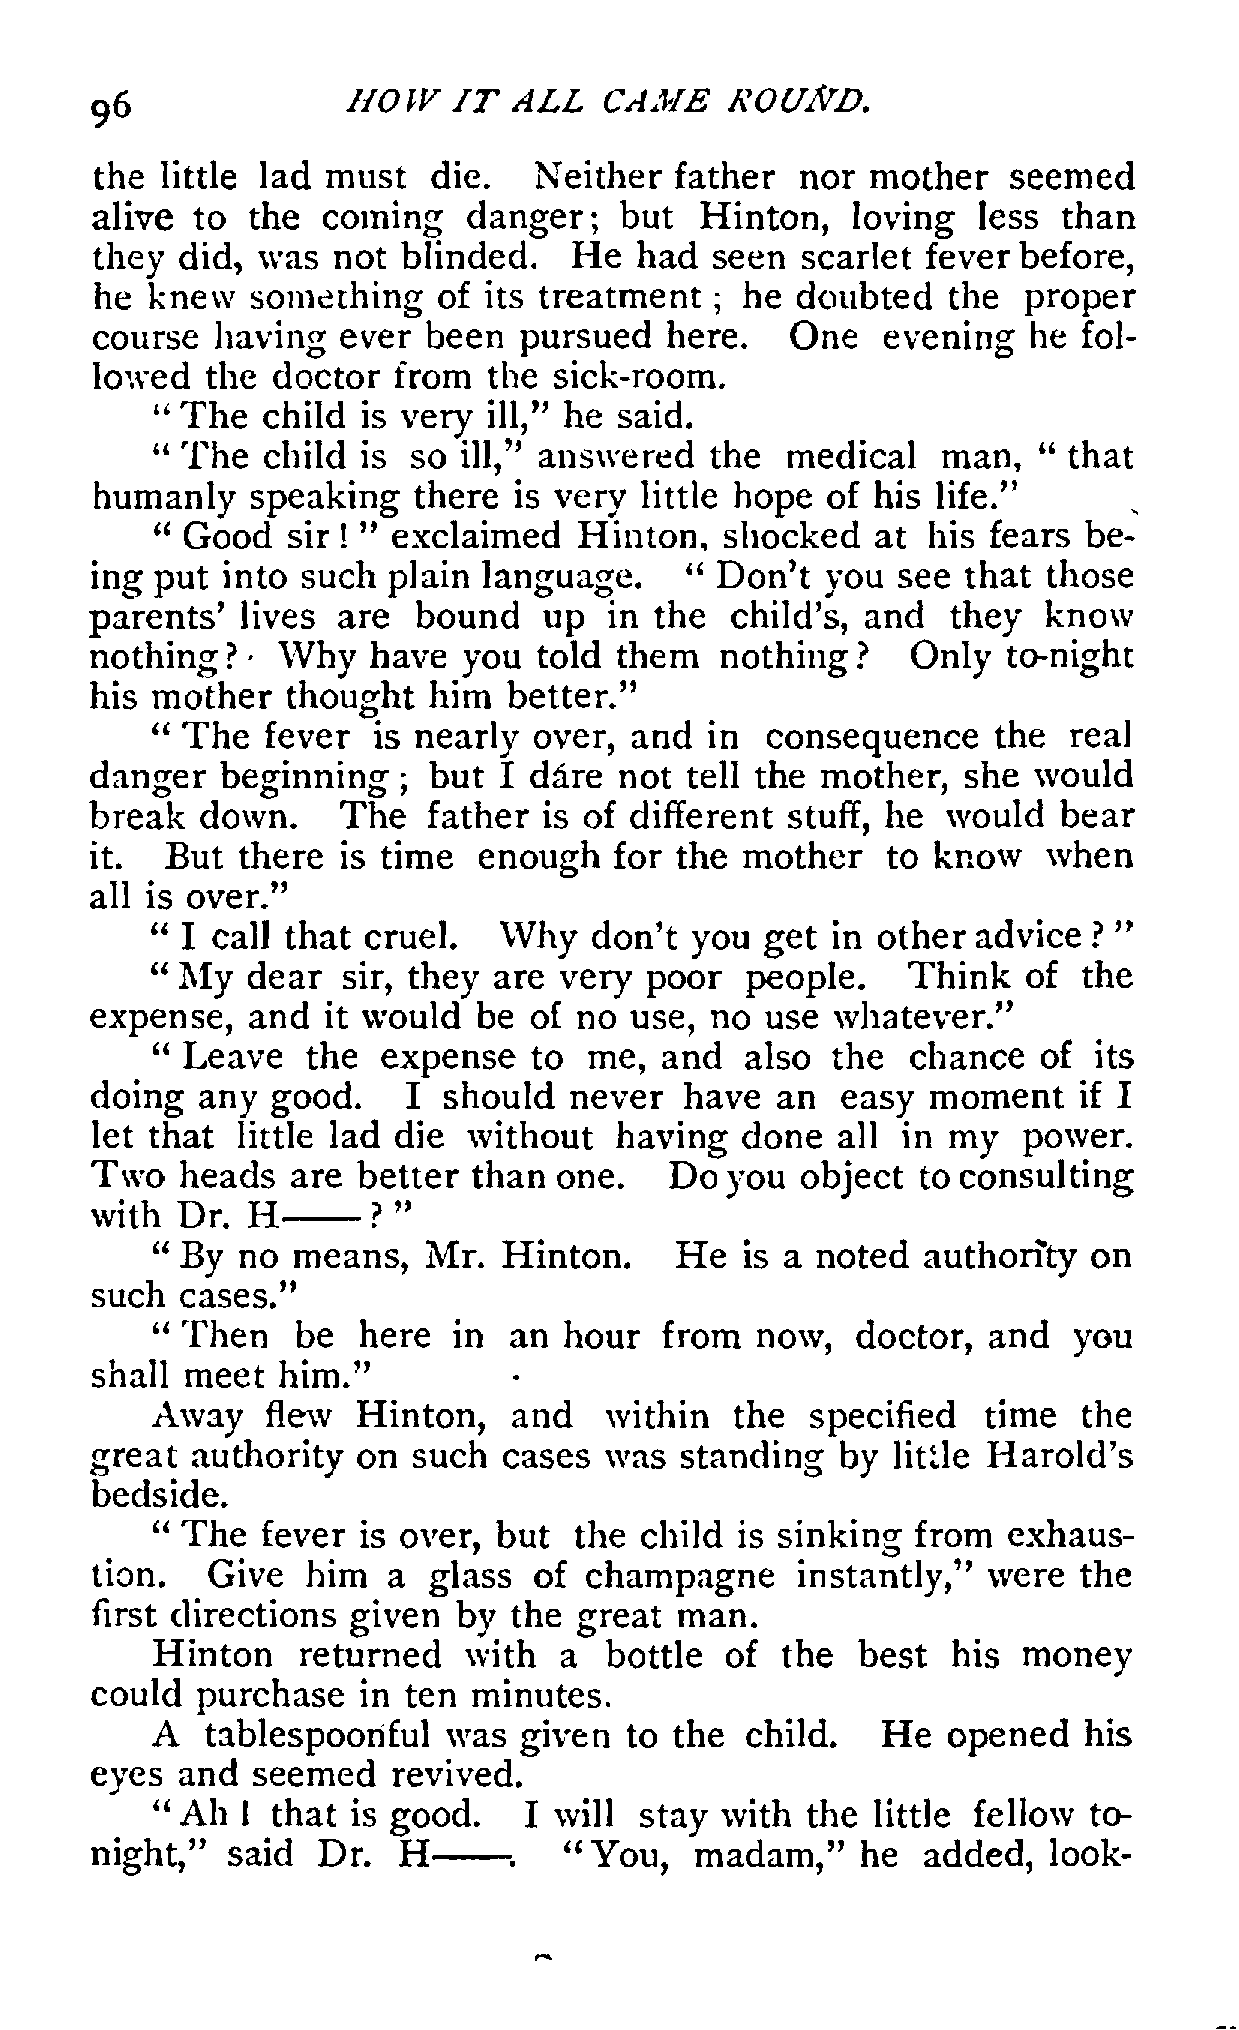 96 HOW IT ALL CAME ROUND.
the little lad must die. Neither father nor mother seemed
alive to the coming danger; but Hinton, loving less than
they did, was not blinded. He had seen scarlet fever before,
he knew something of its treatment ; he doubted the proper
course having ever been pursued here. One evening he fol-
lowed the doctor from the sick-room.
“ The child is very ill,” he said.
“ The child is so ill,” answered the medical man, “ that
humanly speaking there is very little hope of his life.”
“ Good sir ! ” exclaimed Hinton, shocked at his fears be-
ing put into such plain language. “ Don't you see that those
parents' lives are bound up in the child's, and they know
nothing? Why have you told them nothing? Only to-night
his mother thought him better.”
“ The fever is nearly over, and in consequence the real
danger beginning ; but I dare not tell the mother, she would
break down. The father is of different stuff, he would bear
it. But there is time enough for the mother to know when
all is over.”
“ I call that cruel. Why don't you get in other advice ? ”
“ My dear sir, they are very poor people. Think of the
expense, and it would be of no use, no use whatever.”
“ Leave the expense to me, and also the chance of its
doing any good. I should never have an easy moment if I
let that little lad die without having done all in my power.
Two heads are better than one. Do you object to consulting
with Dr. H—— ? ”
“ By no means, Mr. Hinton. He is a noted authority on
such cases.”
“ Then be here in an hour from now, doctor, and you
shall meet him.”
Away flew Hinton, and within the specified time the
great authority on such cases was standing by little Harold's
bedside.
“ The fever is over, but the child is sinking from exhaus-
tion. Give him a glass of champagne instantly,” were the
first directions given by the great man.
Hinton returned with a bottle of the best his money
could purchase in ten minutes.
A tablespoonful was given to the child. He opened his
eyes and seemed revived.
“ Ah ! that is good. I will stay with the little fellow to-
night,” said Dr. H——. “ You, madam,” he added, look-